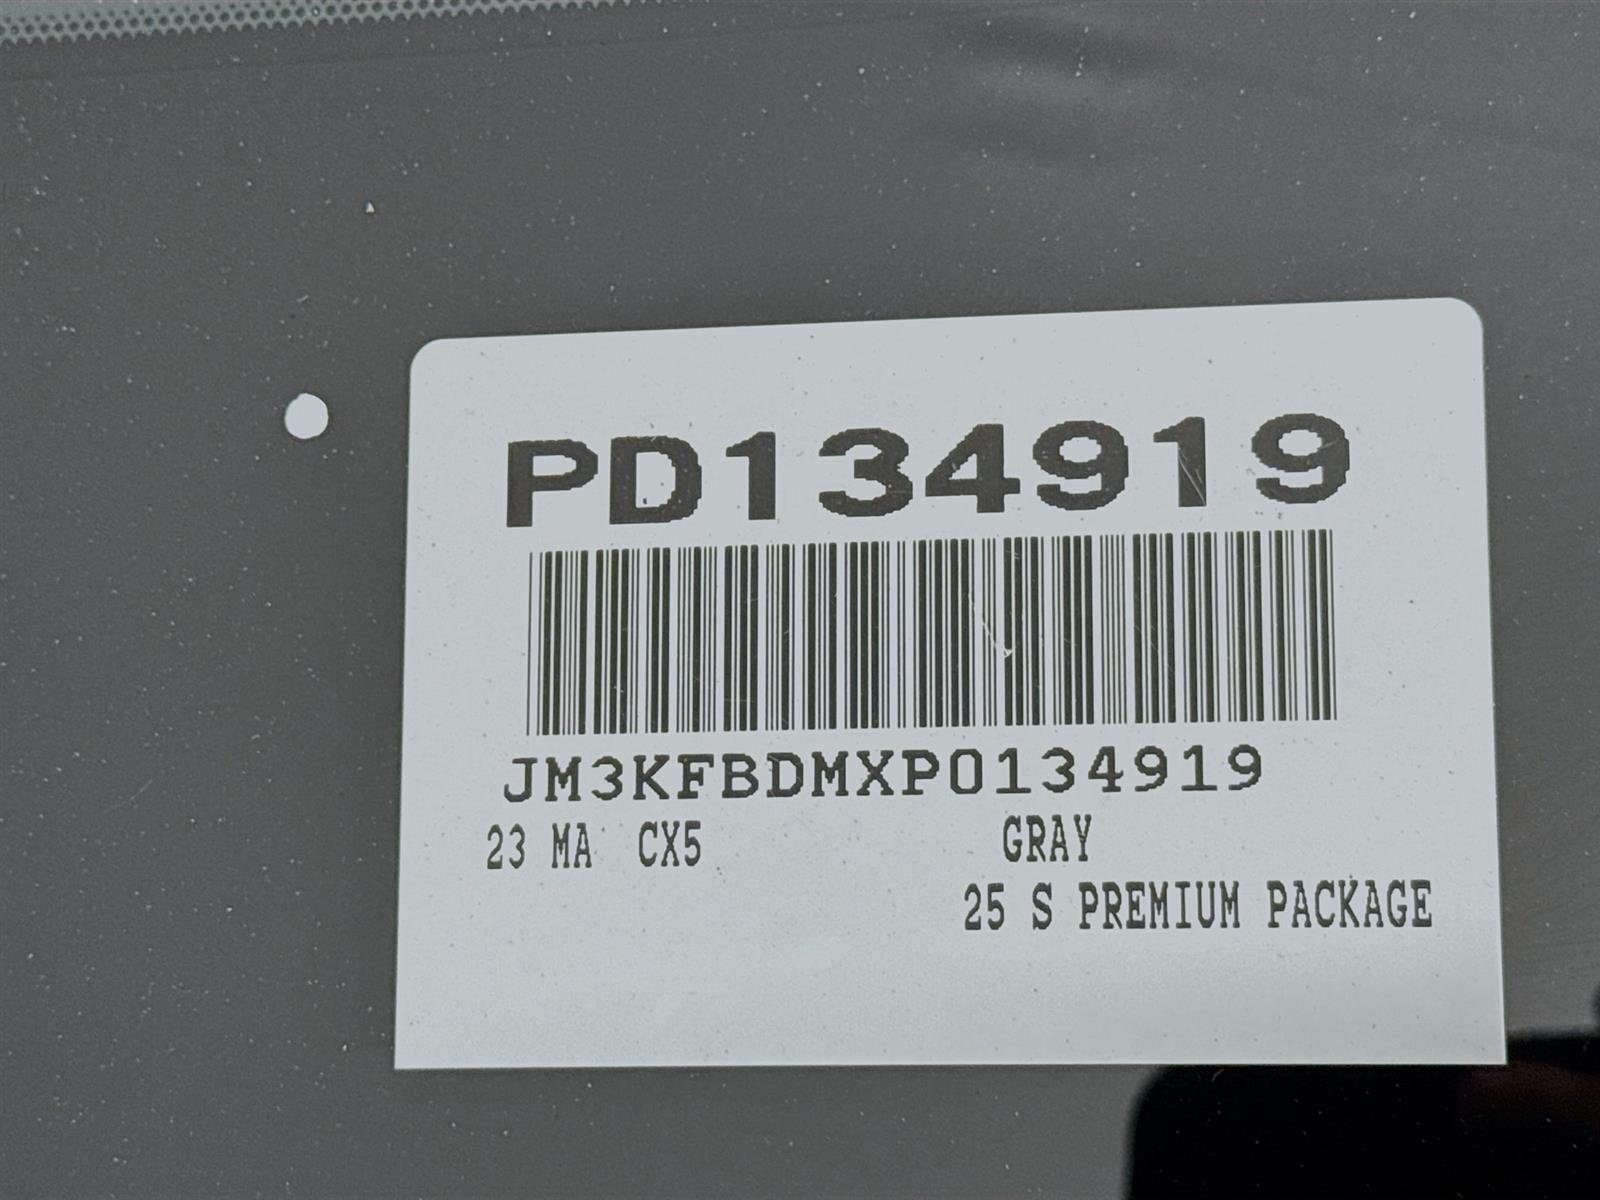 PD134919
JM3KFBDMXP0134919
23 MA CX5 GRAY
25 S PREMIUM PACKAGE